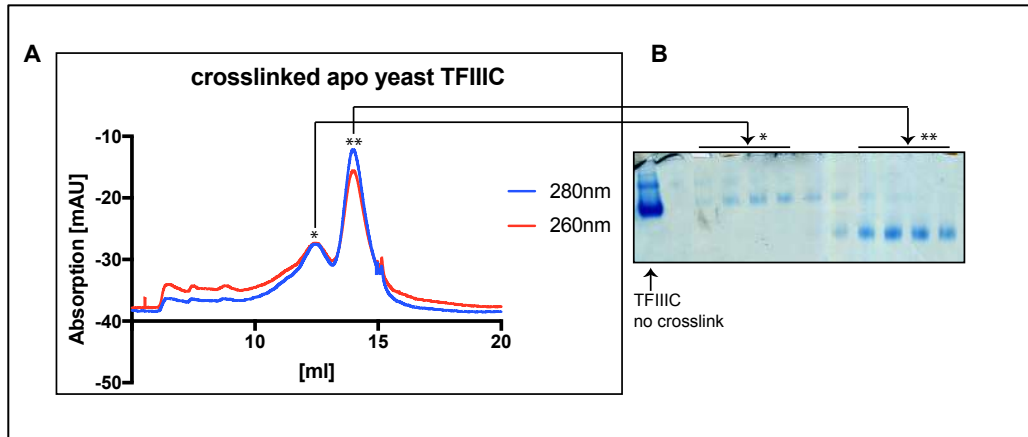 A
B
crosslinked apo yeast TFIIIC
*
**
*
**
-10
-20
-30
-40
-50
Absorption [mAU]
10
15
20
[ml]
280nm
260nm
TFIIIC
no crosslink